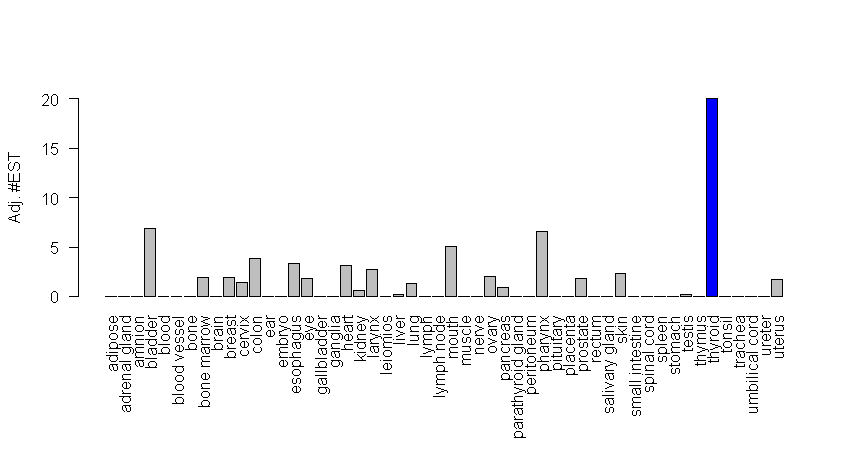 Adj. #EST
20
15
10
5
0
adipose
adrenal gland
amnion
bladder
blood
blood vessel
bone
bone marrow
brain
breast
cervix
colon
ear
embryo
esophagus
eye
gallbladder
ganglia
heart
kidney
larynx
leiomios
liver
lung
lymph
lymph node
mouth
muscle
nerve
ovary
pancreas
parathyroid gland
peritoneum
pharynx
pituitary
placenta
prostate
rectum
salivary gland
skin
small intestine
spinal cord
spleen
stomach
testis
thymus
thyroid
tonsil
trachea
umbilical cord
ureter
uterus